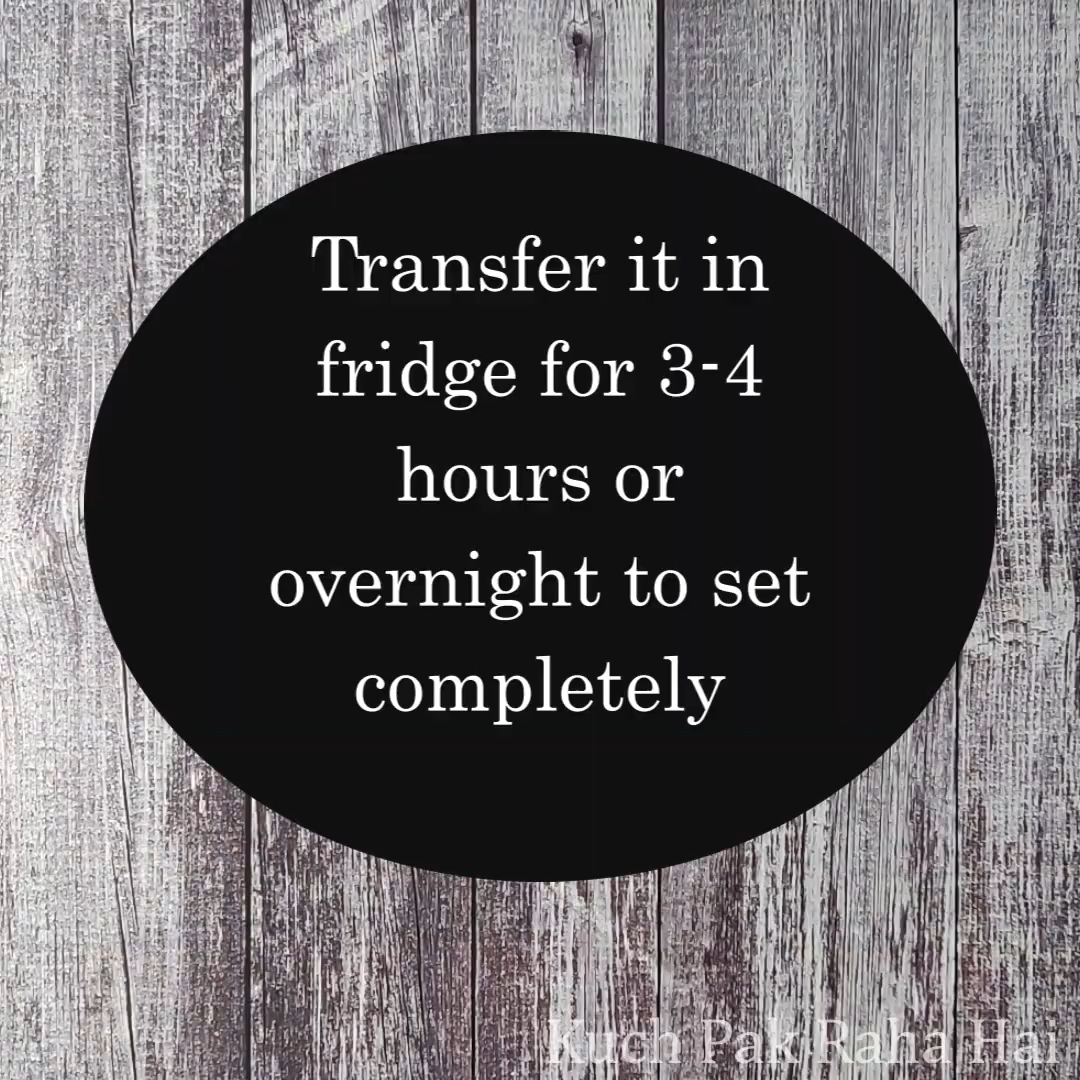 Transfer it in
fridge for 3-4
hours or
overnight to set
completely
Kuch Pak Raha Hai